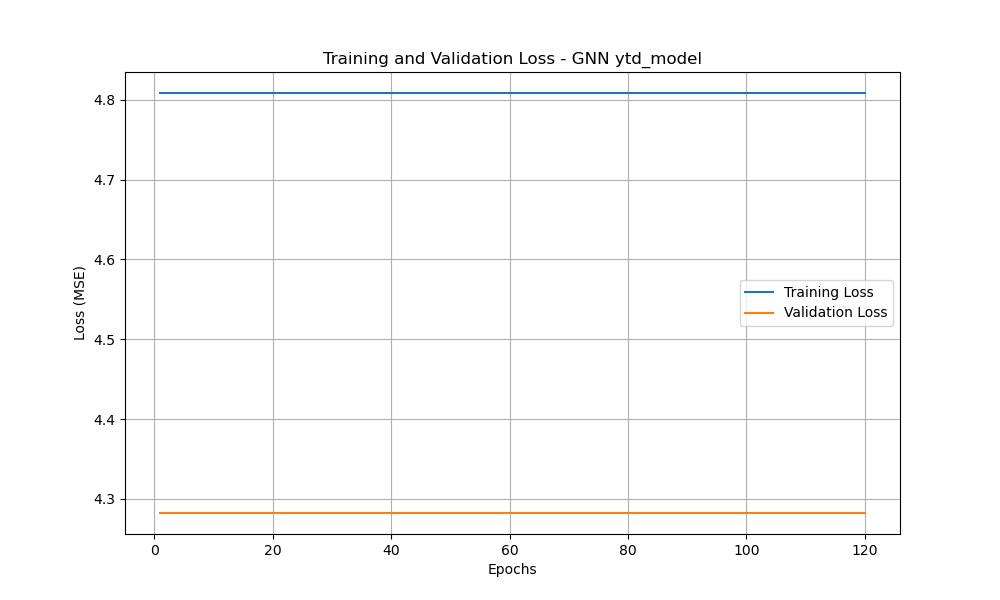 Training and Validation Loss - GNN ytd_model
4.8
4.7
4.6
4.5
4.4
4.3
Loss (MSE)
Training Loss
Validation Loss
0 20 40 60 80 100 120
Epochs